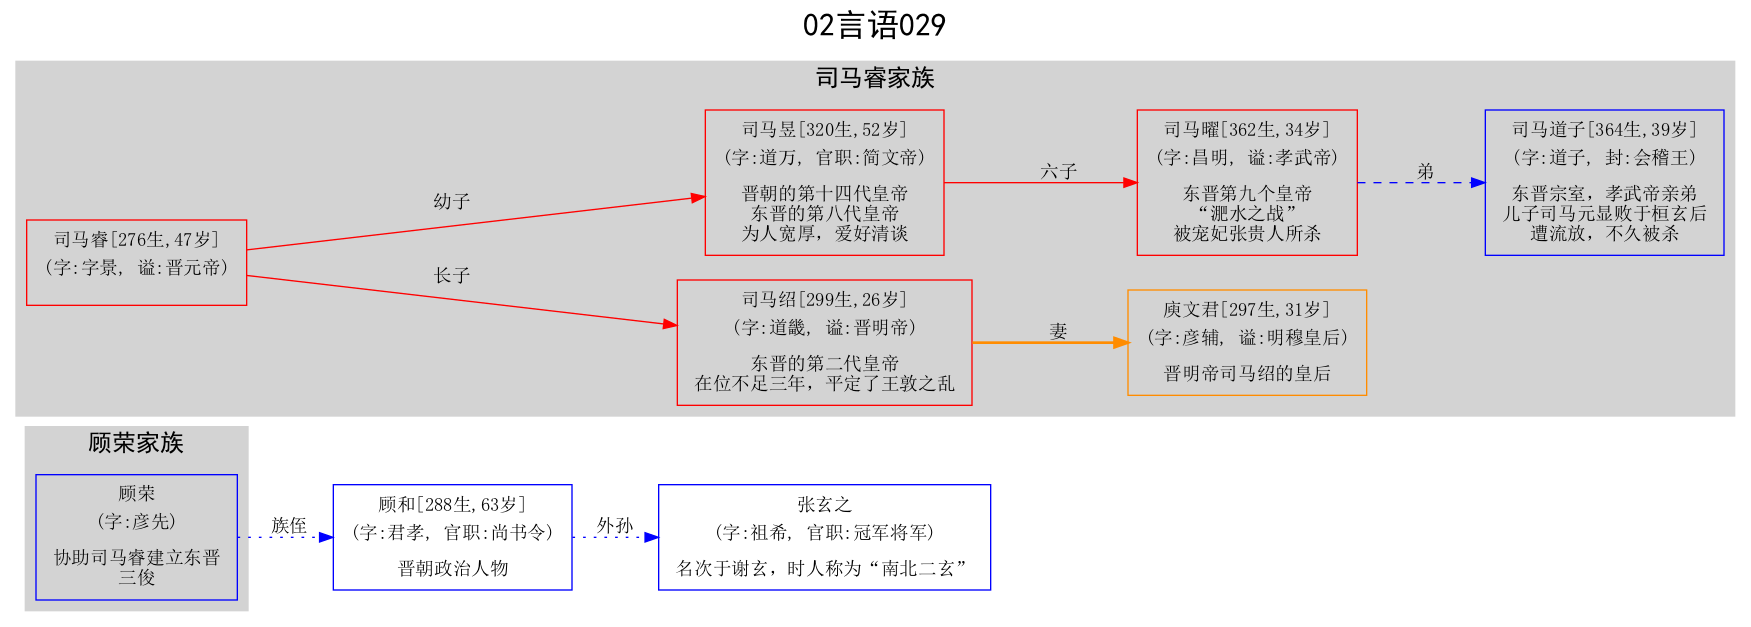 02言语029
司马睿家族
司马睿[276生,47岁]
(字:字景, 谥:晋元帝)
幼子
长子
司马昱[320生,52岁]
(字:道万, 官职:简文帝)
晋朝的第十四代皇帝
东晋的第八代皇帝
为人宽厚，爱好清谈
六子
司马曜[362生,34岁]
(字:昌明, 谥:孝武帝)
东晋第九个皇帝
“淝水之战”
被宠妃张贵人所杀
弟
司马道子[364生,39岁]
(字:道子, 封:会稽王)
东晋宗室，孝武帝亲弟
儿子司马元显败于桓玄后
遭流放，不久被杀
司马绍[299生,26岁]
(字:道畿, 谥:晋明帝)
东晋的第二代皇帝
在位不足三年，平定了王敦之乱
妻
庾文君[297生,31岁]
(字:彦辅, 谥:明穆皇后)
晋明帝司马绍的皇后
顾荣家族
顾荣
(字:彦先)
协助司马睿建立东晋
三俊
族侄
顾和[288生,63岁]
(字:君孝, 官职:尚书令)
晋朝政治人物
外孙
张玄之
(字:祖希, 官职:冠军将军)
名次于谢玄，时人称为“南北二玄”